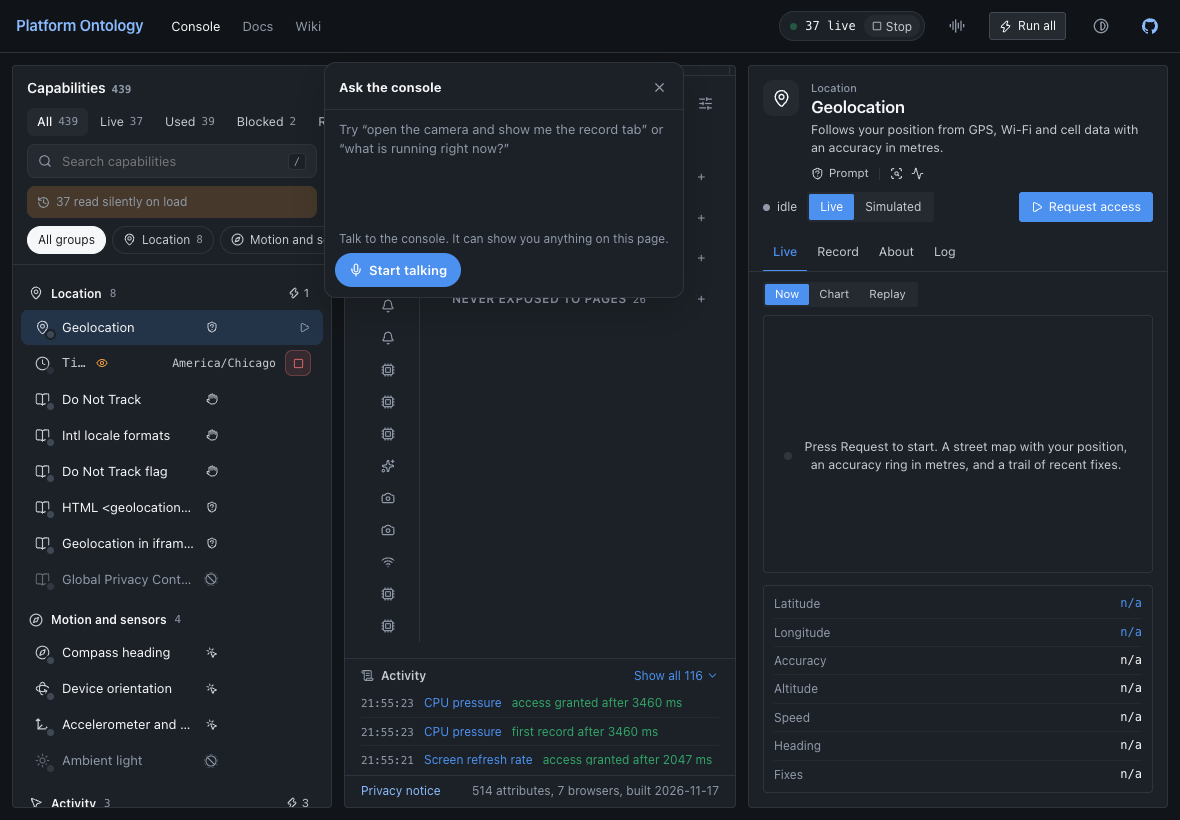 Platform Ontology
Console
Docs
Wiki
37 live
Stop
Run all
Capabilities 439
All 439
Live 37
Used 39
Blocked 2
Search capabilities
/
37 read silently on load
All groups
Location 8
Motion and s
Location 8
1
Geolocation
Ti…
America/Chicago
Do Not Track
Intl locale formats
Do Not Track flag
HTML <geolocation…
Geolocation in ifram…
Global Privacy Cont…
Motion and sensors 4
Compass heading
Device orientation
Accelerometer and …
Ambient light
Activity 3
3
Ask the console
Try “open the camera and show me the record tab” or
“what is running right now?”
Talk to the console. It can show you anything on this page.
Start talking
NEVER EXPOSED TO PAGES 26
Activity
Show all 116
21:55:23 CPU pressure access granted after 3460 ms
21:55:23 CPU pressure first record after 3460 ms
21:55:21 Screen refresh rate access granted after 2047 ms
Privacy notice
514 attributes, 7 browsers, built 2026-11-17
Location
Geolocation
Follows your position from GPS, Wi-Fi and cell data with
an accuracy in metres.
Prompt
idle
Live
Simulated
Request access
Live
Record
About
Log
Now
Chart
Replay
Press Request to start. A street map with your position,
an accuracy ring in metres, and a trail of recent fixes.
Latitude n/a
Longitude n/a
Accuracy n/a
Altitude n/a
Speed n/a
Heading n/a
Fixes n/a